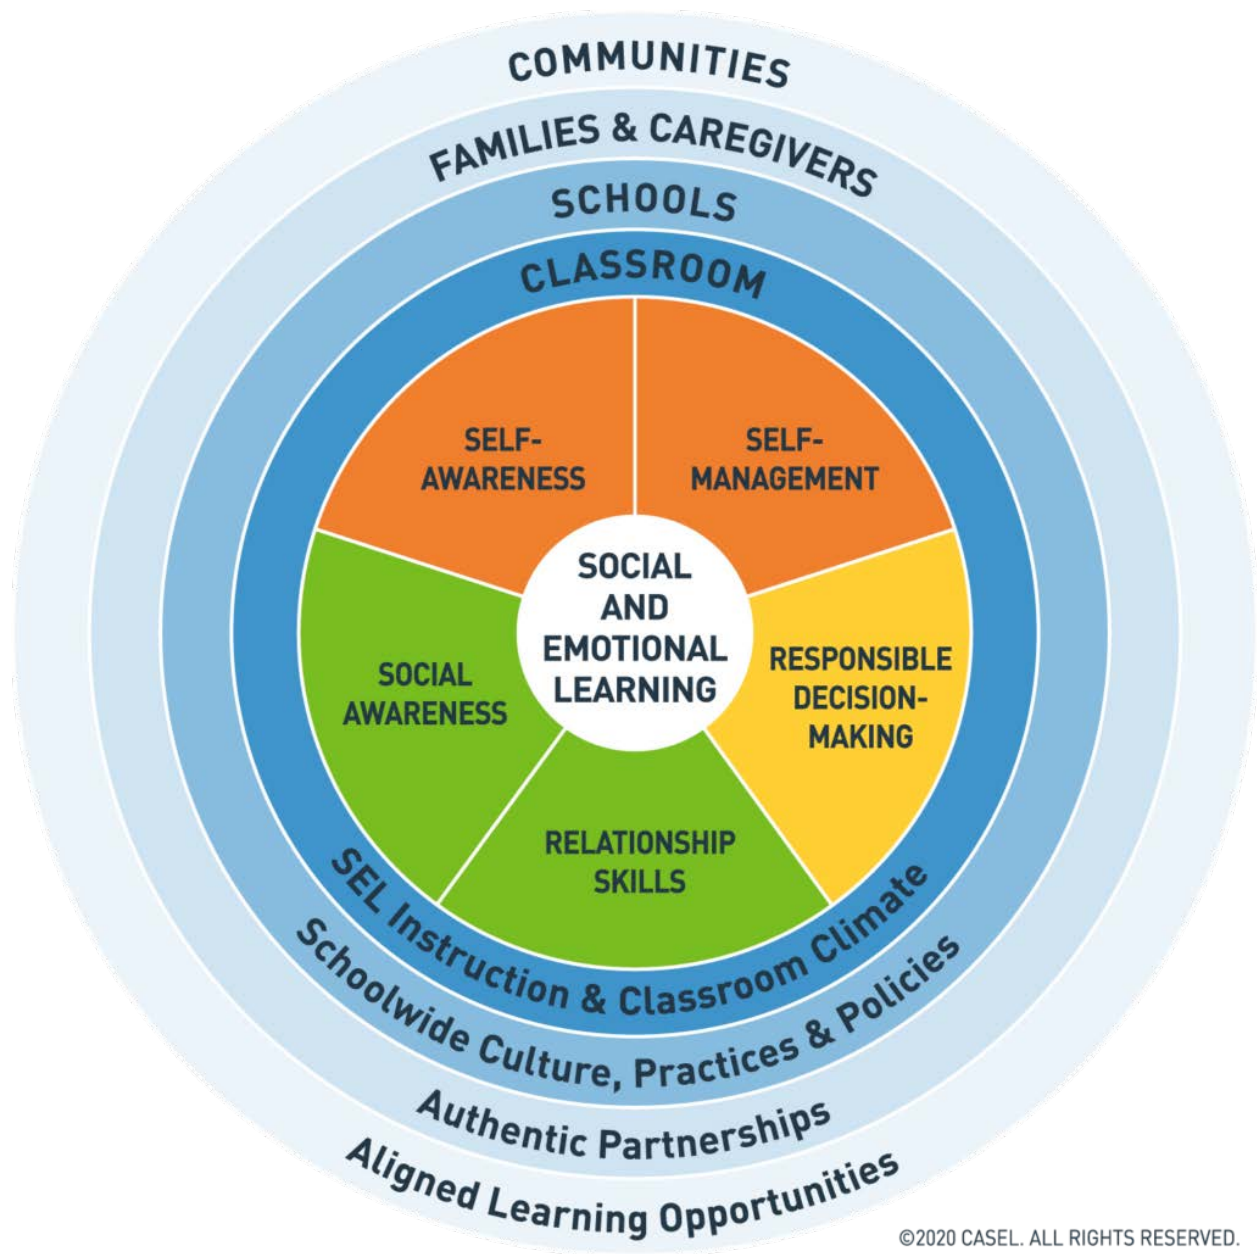 COMMUNITIES
FAMILIES & CAREGIVERS
SCHOOLS
CLASSROOM
SELF-
AWARENESS
SELF-
MANAGEMENT
SOCIAL
AND
EMOTIONAL
LEARNING
SOCIAL
AWARENESS
RESPONSIBLE
DECISION-
MAKING
RELATIONSHIP
SKILLS
SEL Instruction & Classroom Climate
Schoolwide Culture, Practices & Policies
Authentic Partnerships
Aligned Learning Opportunities
©2020 CASEL. ALL RIGHTS RESERVED.